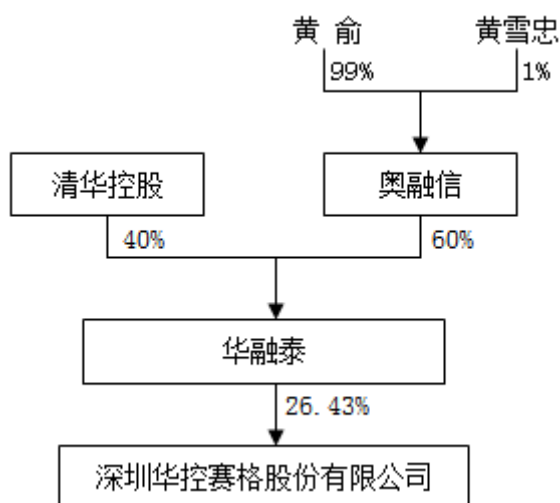 黄 俞
黄雪忠
99%
1%
清华控股
奥融信
40%
60%
华融泰
26.43%
深圳华控赛格股份有限公司